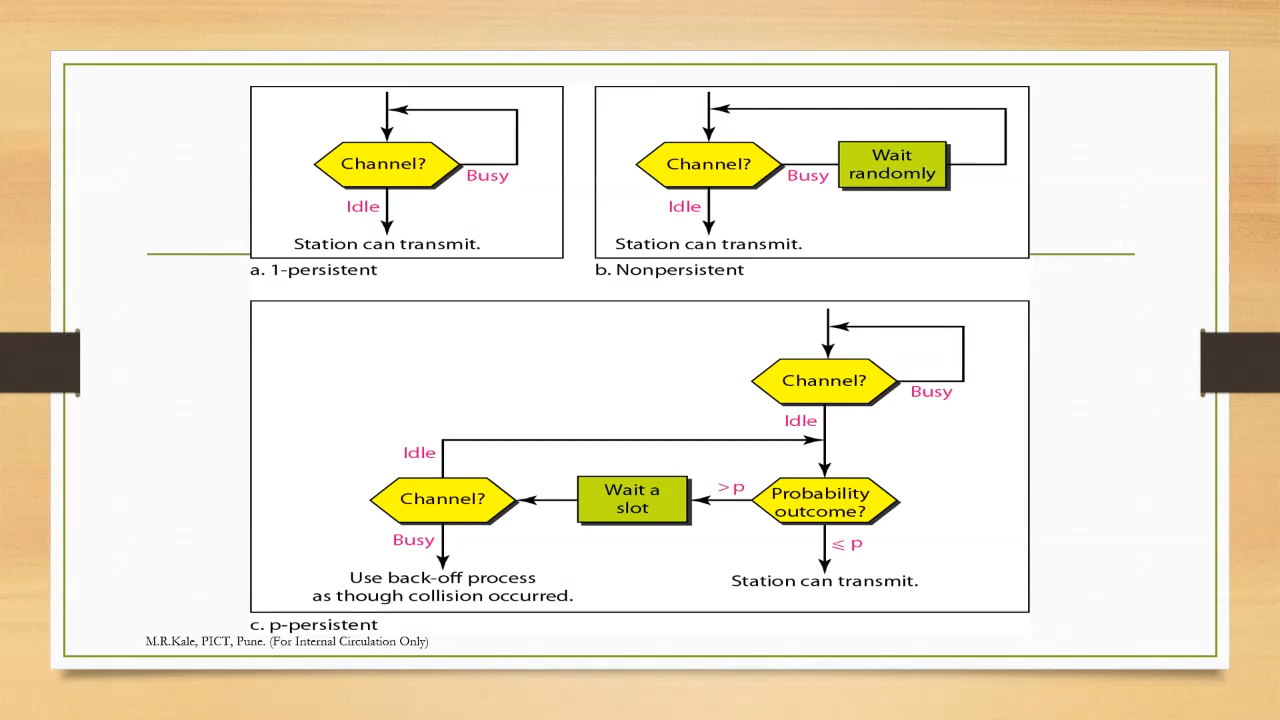 Channel?
Busy
Idle
Station can transmit.
a. 1-persistent
Channel?
Busy
Wait
randomly
Idle
Station can transmit.
b. Nonpersistent
Channel?
Busy
Idle
Idle
Channel?
Wait a
slot
>p
Probability
outcome?
Busy
⩽ p
Use back-off process
as though collision occurred.
Station can transmit.
c. p-persistent
M.R.Kale, PICT, Pune. (For Internal Circulation Only)